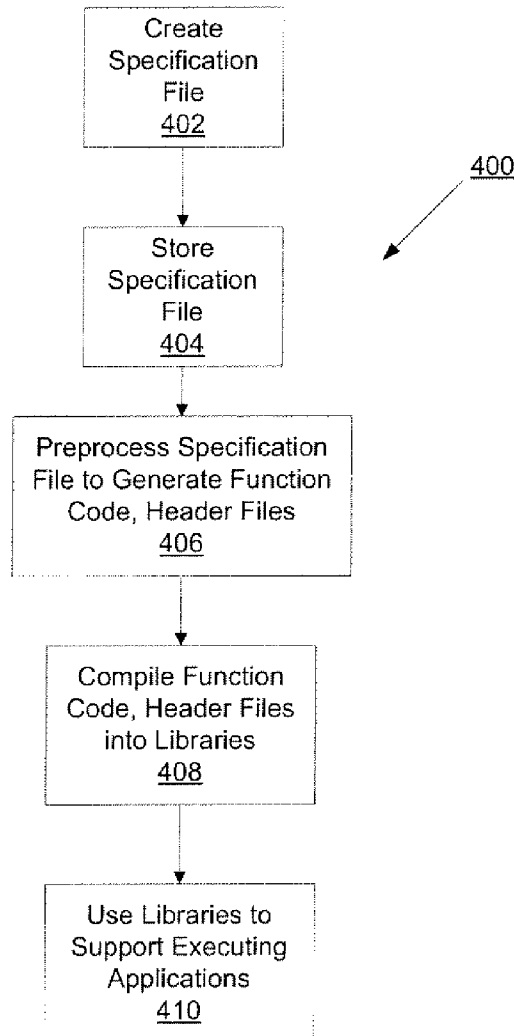 Create
Specification
File
402
400
Store
Specification
File
404
Preprocess Specification
File to Generate Function
Code, Header Files
406
Compile Function
Code, Header Files
into Libraries
408
Use Libraries to
Support Executing
Applications
410